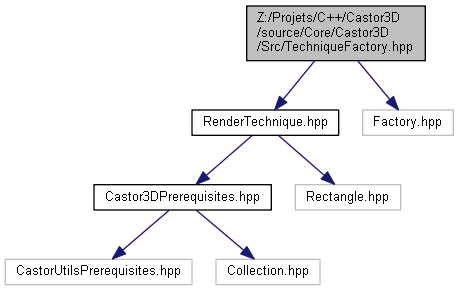 Z:/Projets/C++/Castor3D
/source/Core/Castor3D
/Src/TechniqueFactory.hpp
RenderTechnique.hpp
Factory.hpp
Castor3DPrerequisites.hpp
Rectangle.hpp
CastorUtilsPrerequisites.hpp
Collection.hpp